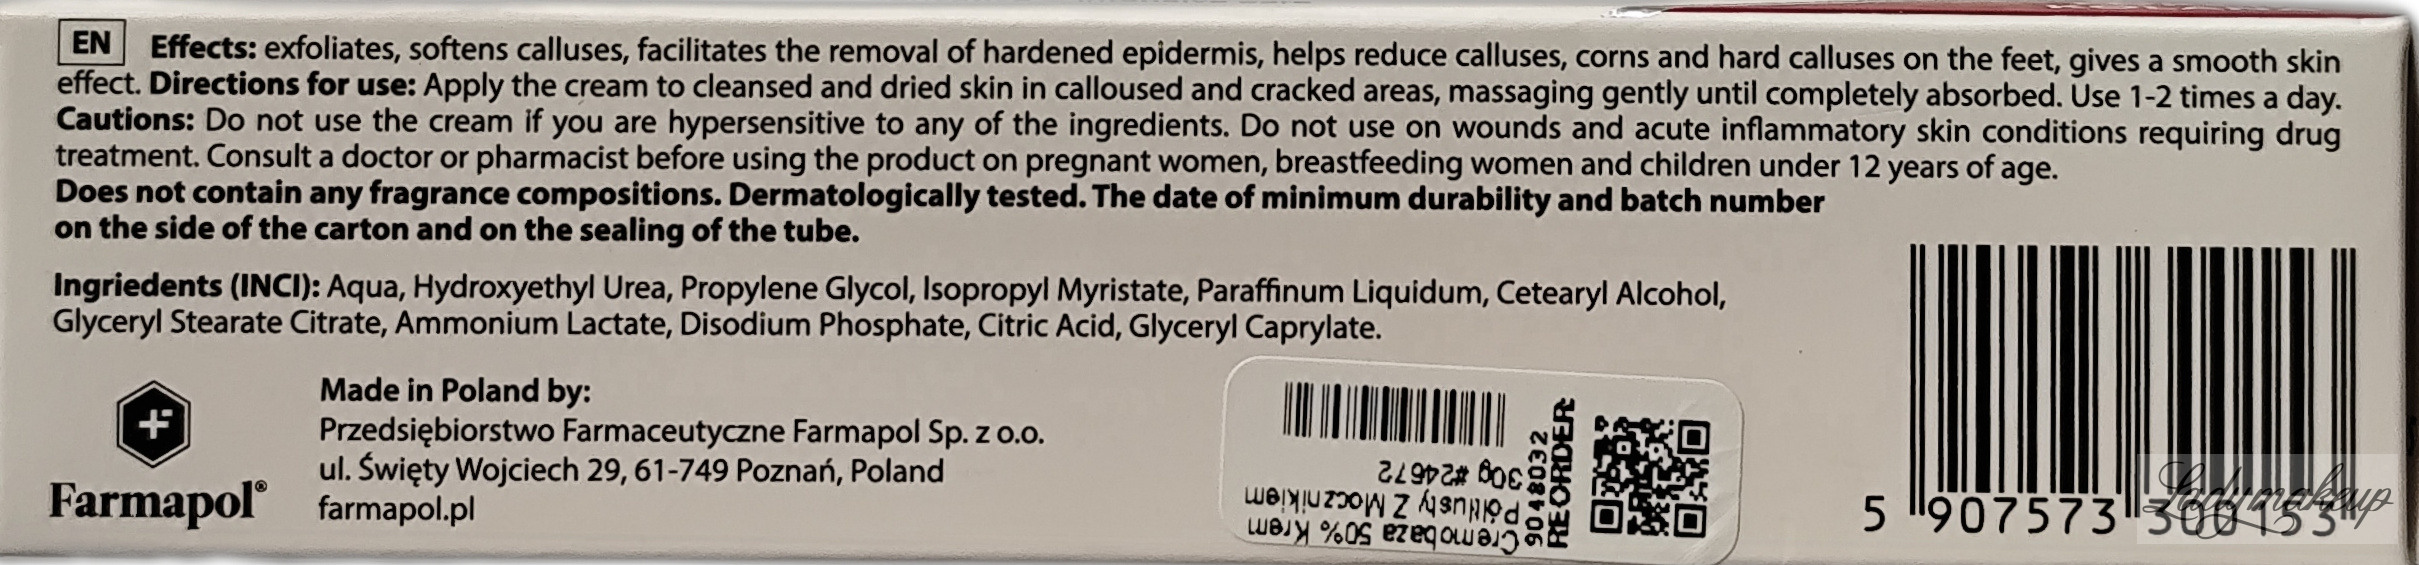 EN Effects: exfoliates, softens calluses, facilitates the removal of hardened epidermis, helps reduce calluses, corns and hard calluses on the feet, gives a smooth skin
effect. Directions for use: Apply the cream to cleansed and dried skin in calloused and cracked areas, massaging gently until completely absorbed. Use 1-2 times a day.
Cautions: Do not use the cream if you are hypersensitive to any of the ingredients. Do not use on wounds and acute inflammatory skin conditions requiring drug
treatment. Consult a doctor or pharmacist before using the product on pregnant women, breastfeeding women and children under 12 years of age.
Does not contain any fragrance compositions. Dermatologically tested. The date of minimum durability and batch number
on the side of the carton and on the sealing of the tube.
Ingriedents (INCI): Aqua, Hydroxyethyl Urea, Propylene Glycol, Isopropyl Myristate, Paraffinum Liquidum, Cetearyl Alcohol,
Glyceryl Stearate Citrate, Ammonium Lactate, Disodium Phosphate, Citric Acid, Glyceryl Caprylate.
Farmapol®
Made in Poland by:
Przedsiębiorstwo Farmaceutyczne Farmapol Sp. z o.o.
ul. Święty Wojciech 29, 61-749 Poznań, Poland
farmapol.pl
Cremobaza 50% Krem
Półtłusty Z Mocznikiem
30g #24672
9048032
REORDER
5 907573 300153
Ladymakeup